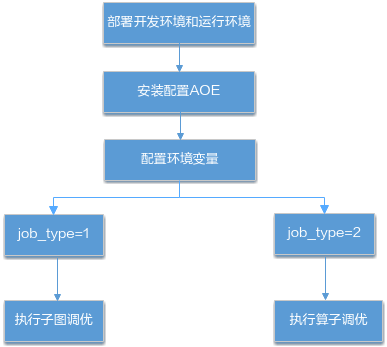 部署开发环境和运行环境
安装配置AOE
配置环境变量
job_type=1
job_type=2
执行子图调优
执行算子调优